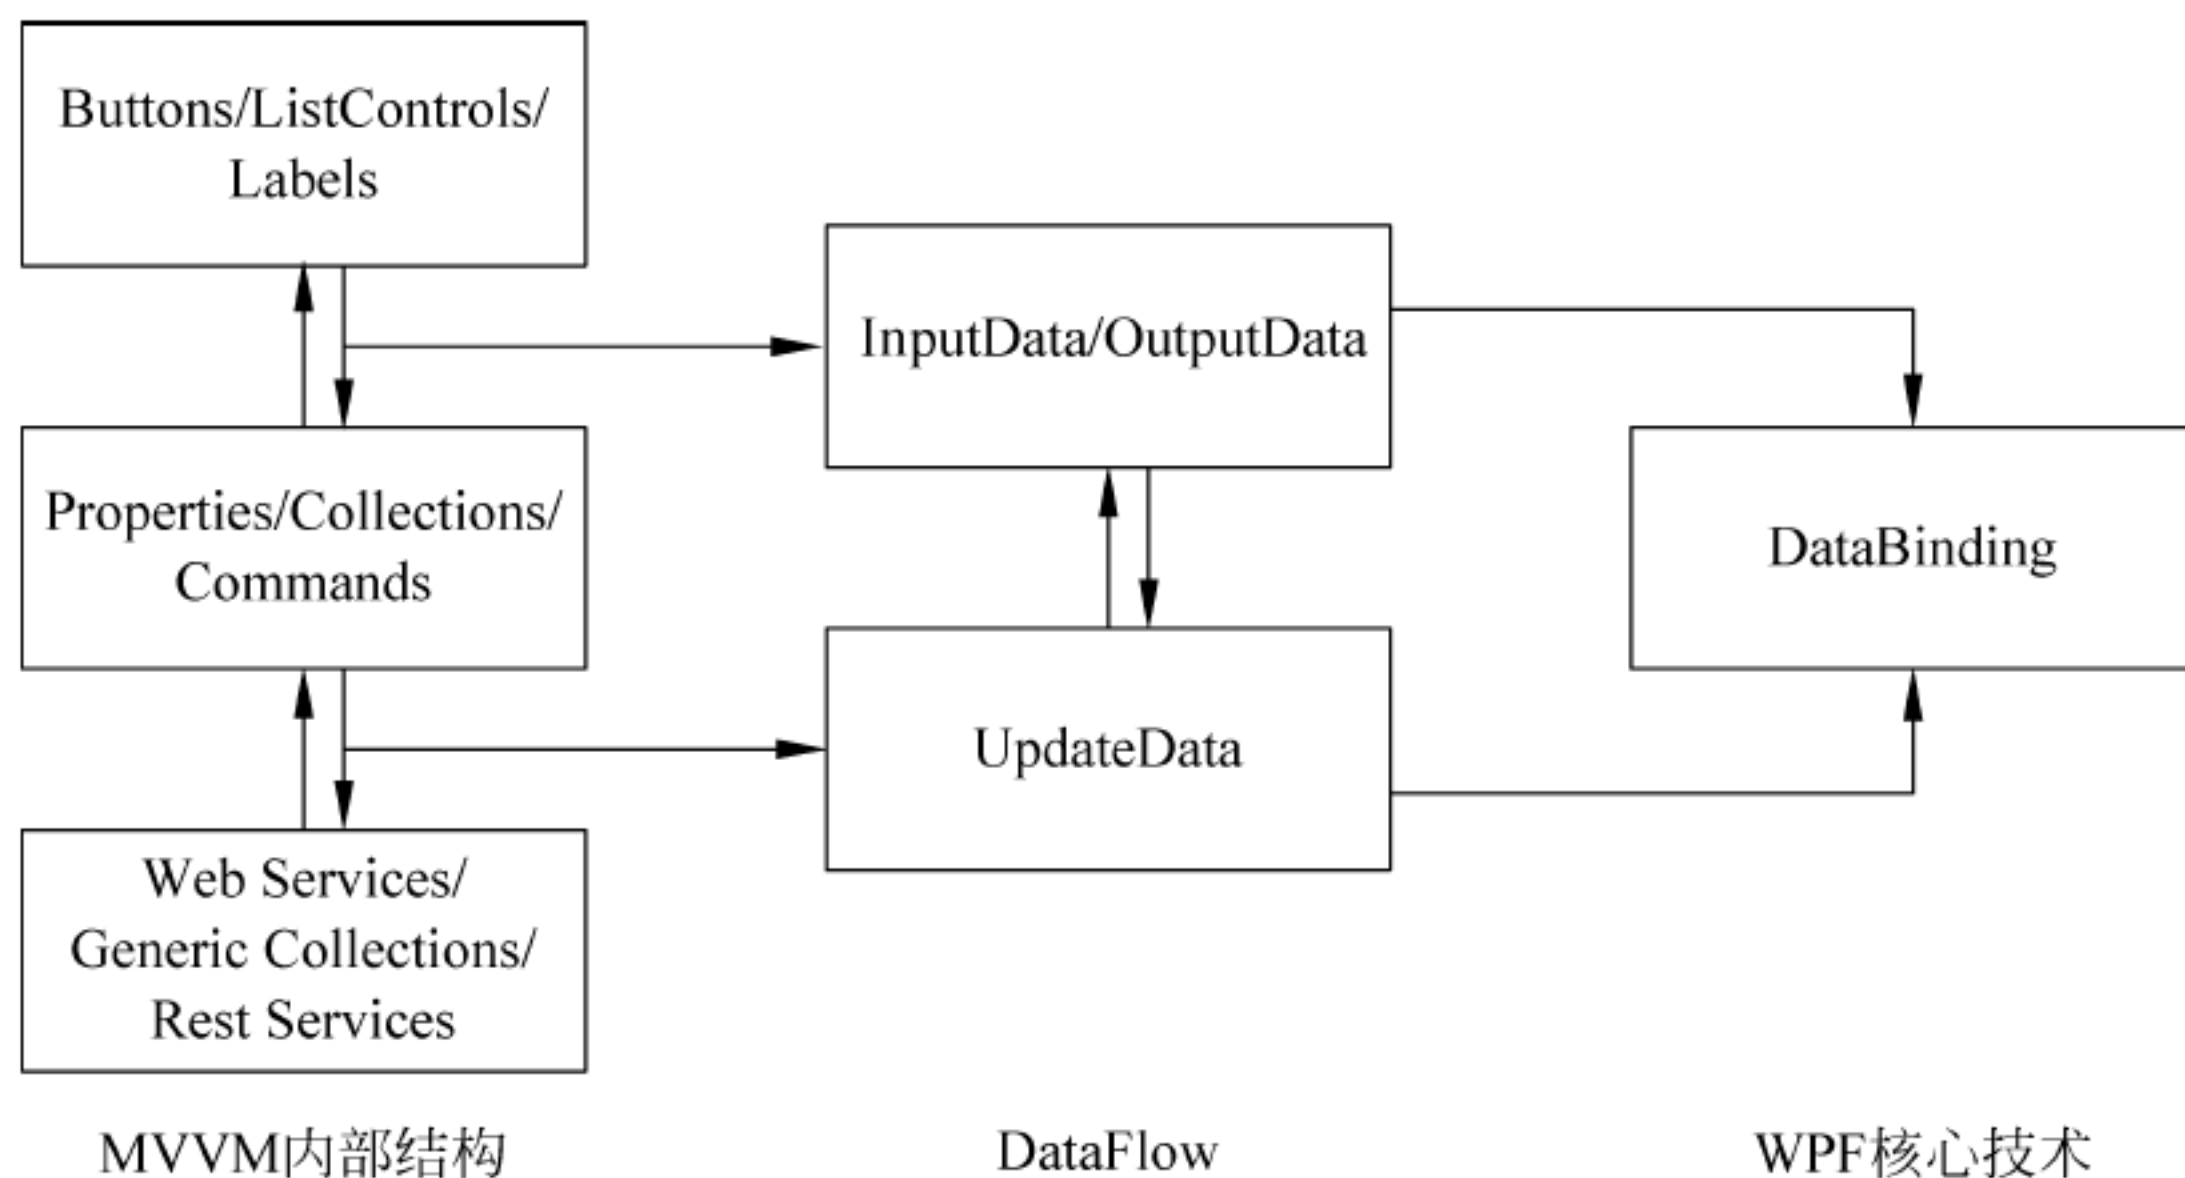 Buttons/ListControls/
Labels
InputData/OutputData
Properties/Collections/
Commands
DataBinding
UpdateData
Web Services/
Generic Collections/
Rest Services
MVVM内部结构
DataFlow
WPF核心技术